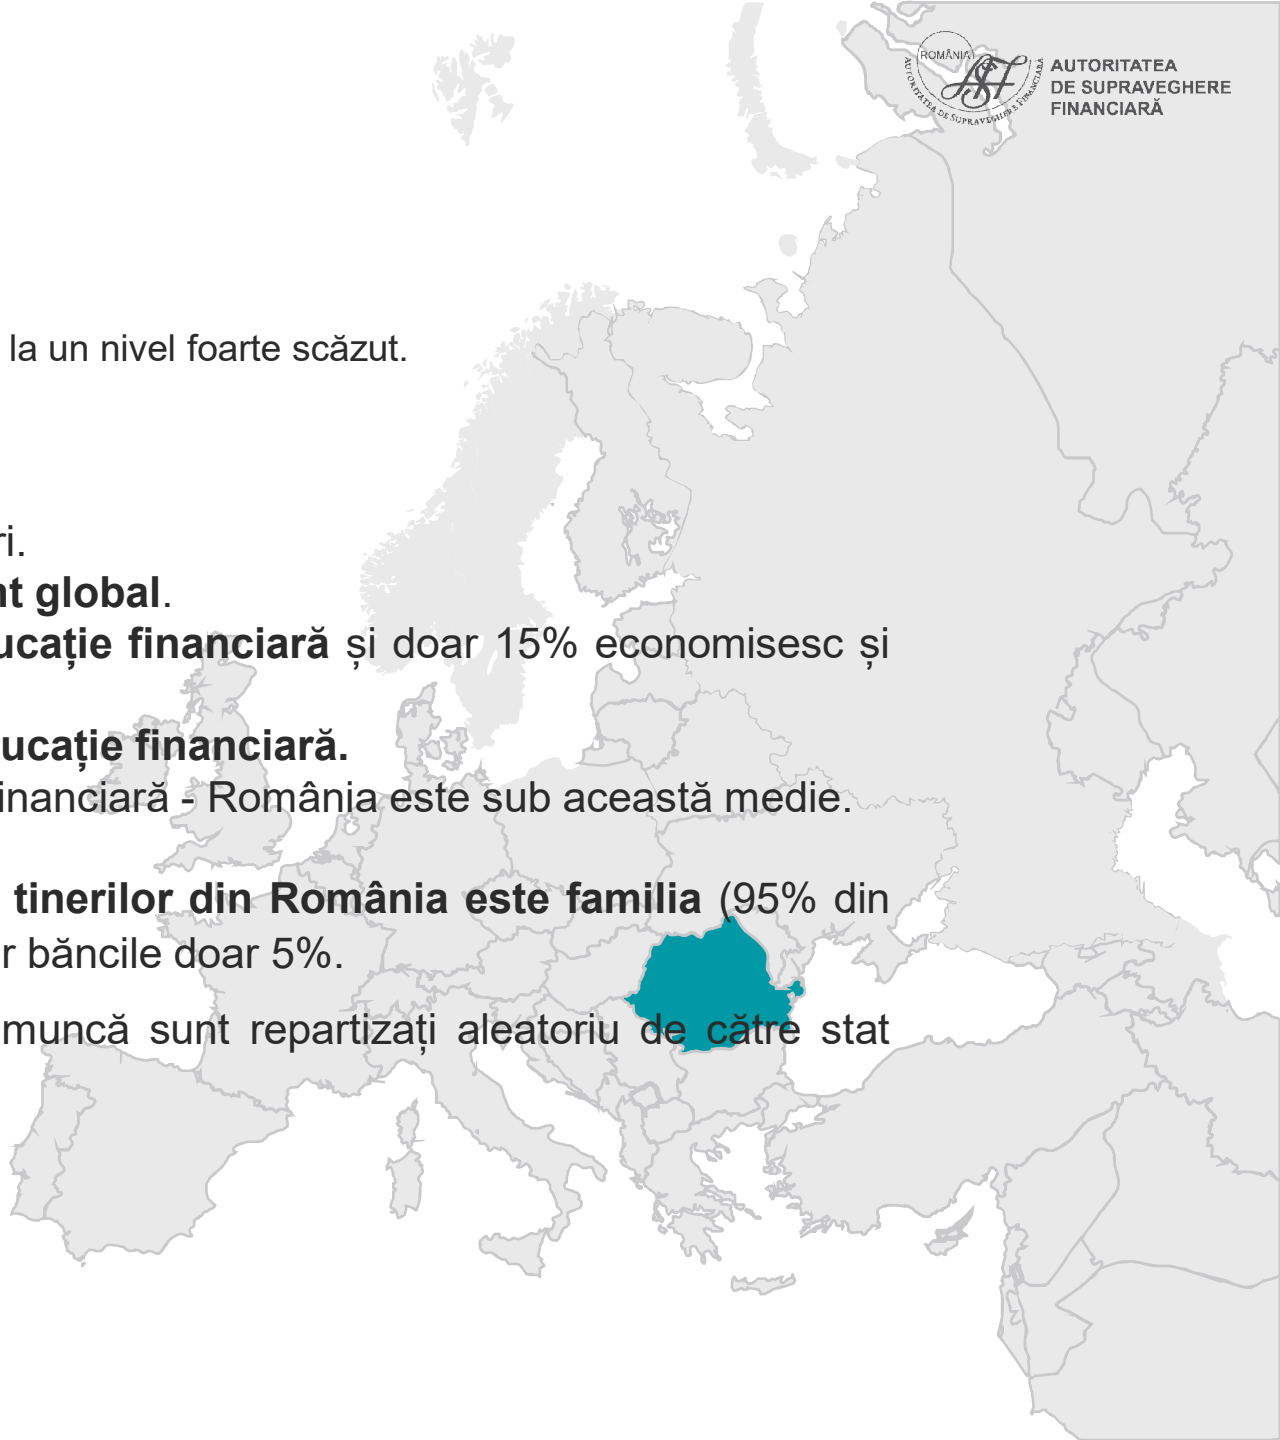 ROMÂNIA
ASF
AUTORITATEA DE SUPRAVEGHERE FINANCIARĂ
AUTORITATEA
DE SUPRAVEGHERE
FINANCIARĂ
la un nivel foarte scăzut.
ri.
nt global.
ucație financiară și doar 15% economisesc și
ucație financiară.
inanciară - România este sub această medie.
tinerilor din România este familia (95% din
r băncile doar 5%.
muncă sunt repartizați aleatoriu de către stat